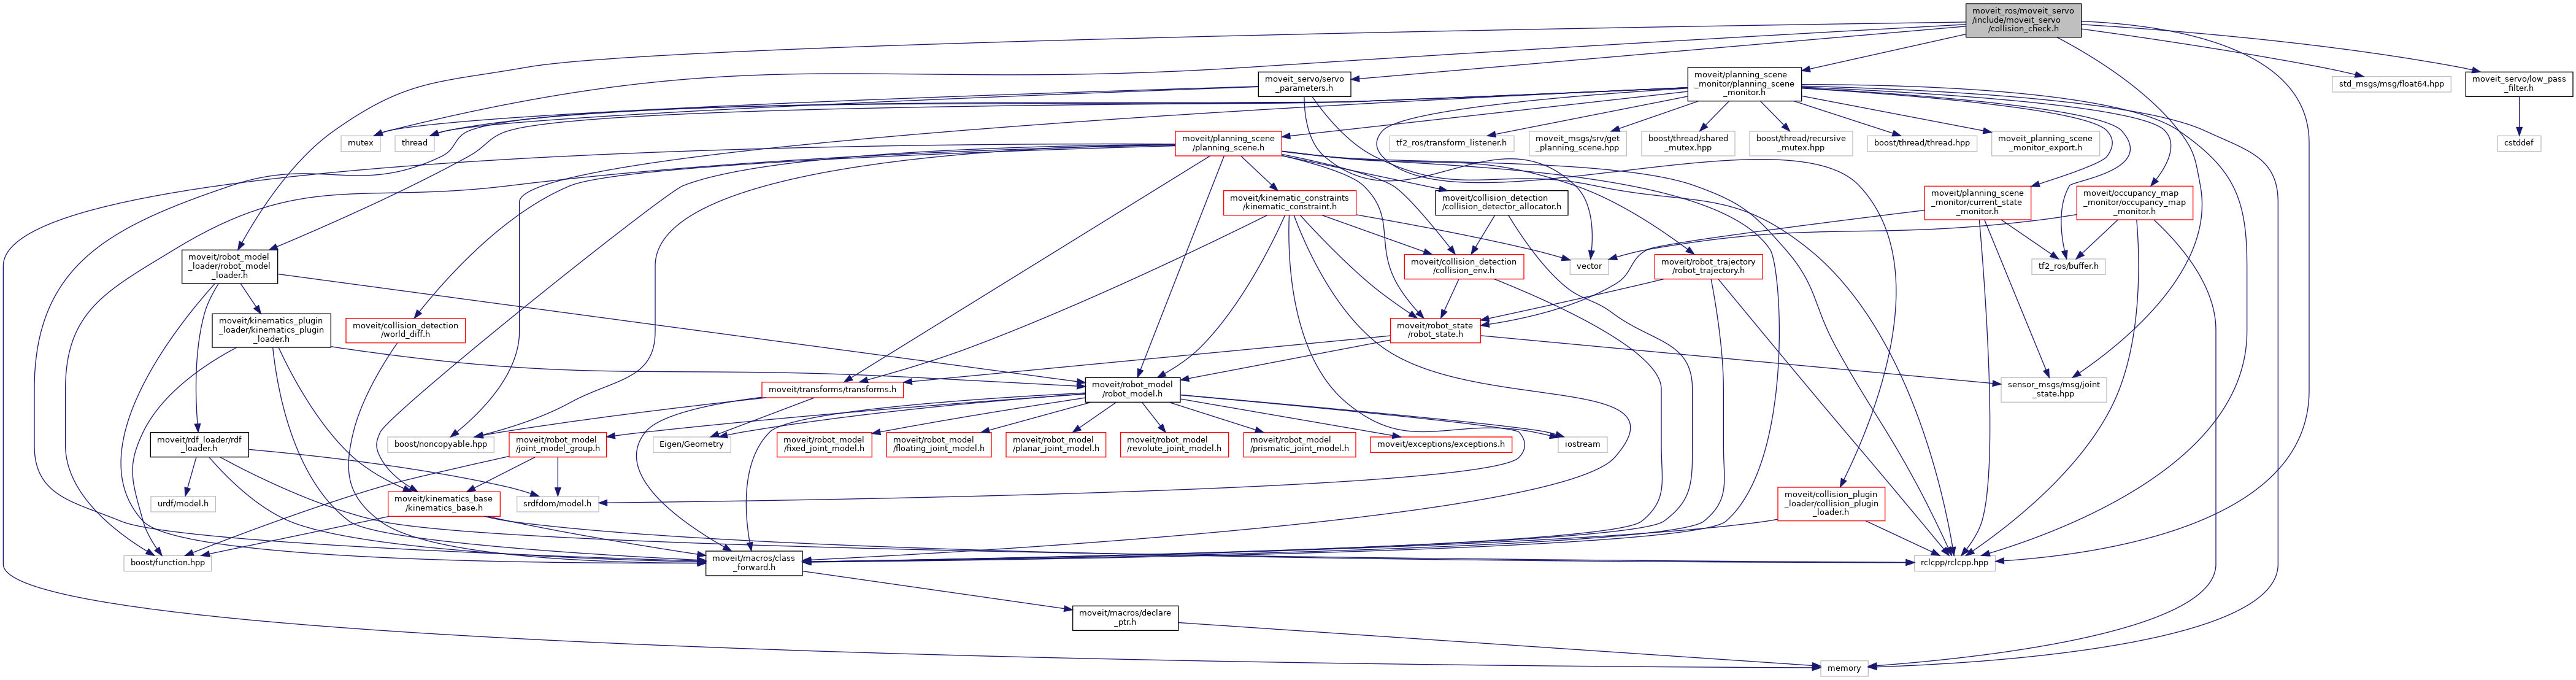 moveit_ros/moveit_servo
/include/moveit_servo
/collision_check.h
moveit_servo/servo
_parameters.h
moveit/planning_scene
_monitor/planning_scene
_monitor.h
std_msgs/msg/float64.hpp
moveit_servo/low_pass
_filter.h
mutex
thread
moveit/planning_scene
/planning_scene.h
tf2_ros/transform_listener.h
moveit_msgs/srv/get
_planning_scene.hpp
boost/thread/shared
_mutex.hpp
boost/thread/recursive
_mutex.hpp
boost/thread/thread.hpp
moveit_planning_scene
_monitor_export.h
cstddef
moveit/kinematic_constraints
/kinematic_constraint.h
moveit/collision_detection
/collision_detector_allocator.h
moveit/planning_scene
_monitor/current_state
_monitor.h
moveit/occupancy_map
_monitor/occupancy_map
_monitor.h
moveit/robot_model
_loader/robot_model
_loader.h
moveit/collision_detection
/collision_env.h
vector
moveit/robot_trajectory
/robot_trajectory.h
tf2_ros/buffer.h
moveit/kinematics_plugin
_loader/kinematics_plugin
_loader.h
moveit/collision_detection
/world_diff.h
moveit/robot_state
/robot_state.h
moveit/transforms/transforms.h
moveit/robot_model
/robot_model.h
sensor_msgs/msg/joint
_state.hpp
moveit/rdf_loader/rdf
_loader.h
boost/noncopyable.hpp
moveit/robot_model
/joint_model_group.h
Eigen/Geometry
moveit/robot_model
/fixed_joint_model.h
moveit/robot_model
/floating_joint_model.h
moveit/robot_model
/planar_joint_model.h
moveit/robot_model
/revolute_joint_model.h
moveit/robot_model
/prismatic_joint_model.h
moveit/exceptions/exceptions.h
iostream
urdf/model.h
moveit/kinematics_base
/kinematics_base.h
srdfdom/model.h
moveit/collision_plugin
_loader/collision_plugin
_loader.h
boost/function.hpp
moveit/macros/class
_forward.h
rclcpp/rclcpp.hpp
moveit/macros/declare
_ptr.h
memory